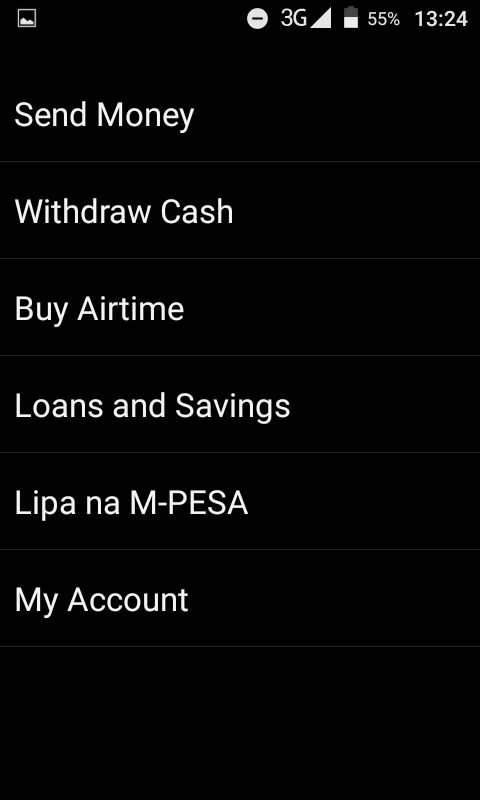 3G 55% 13:24
Send Money
Withdraw Cash
Buy Airtime
Loans and Savings
Lipa na M-PESA
My Account